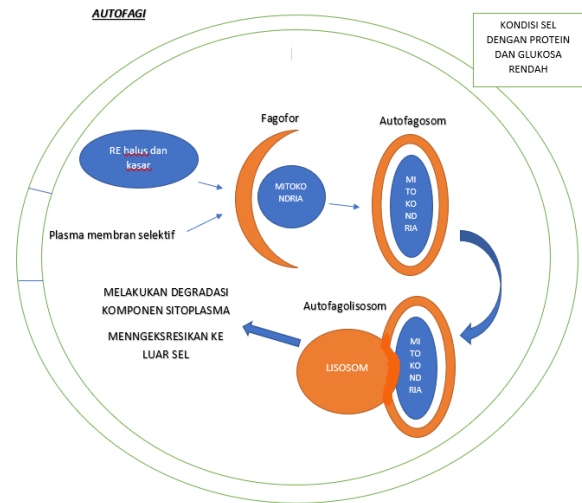 AUTOFAGI
KONDISI SEL
DENGAN PROTEIN
DAN GLUKOSA
RENDAH
Fagofor
Autofagosom
RE halus dan
kasar
MITOKO
NDRIA
MI
TO
KO
ND
RIA
Plasma membran selektif
MELAKUKAN DEGRADASI
KOMPONEN SITOPLASMA
MENNGEKSRESIKAN KE
LUAR SEL
Autofagolisosom
LISOSOM
MI
TO
KO
ND
RIA